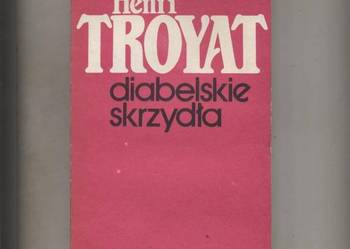 Henri
TROYAT
diabelskie
skrzydła